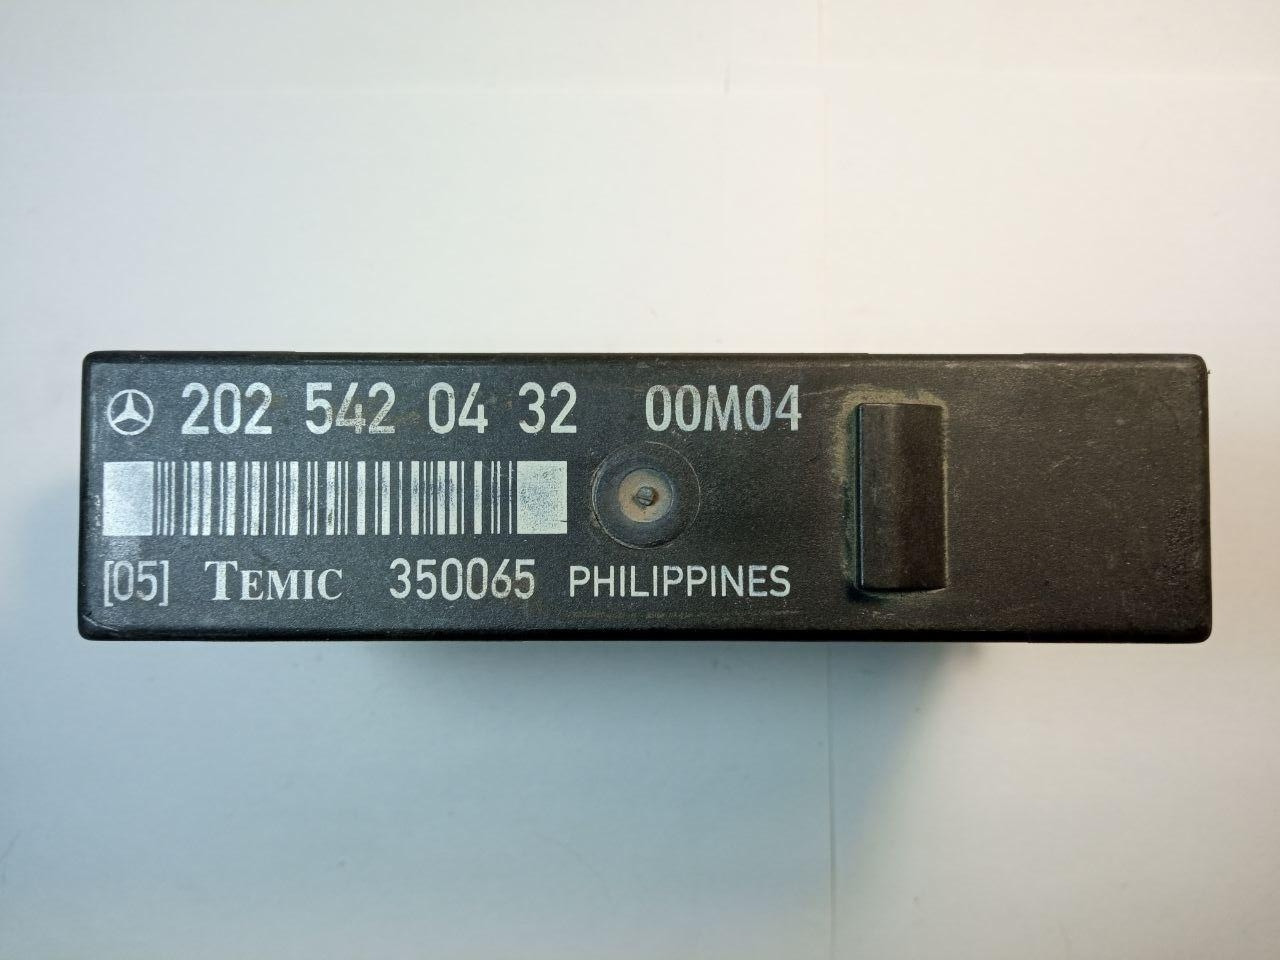 202 542 04 32 00M04
[05] TEMIC 350065 PHILIPPINES